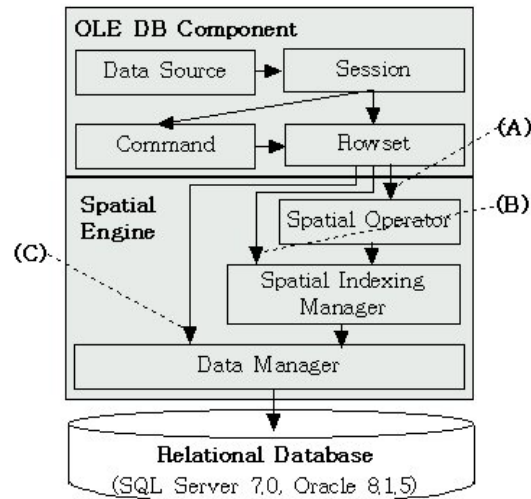 OLE DB Component
Data Source
Session
Command
Rowset
(A)
Spatial
Engine
(B)
Spatial Operator
(C)
Spatial Indexing
Manager
Data Manager
Relational Database
(SQL Server 7.0, Oracle 8.1.5)